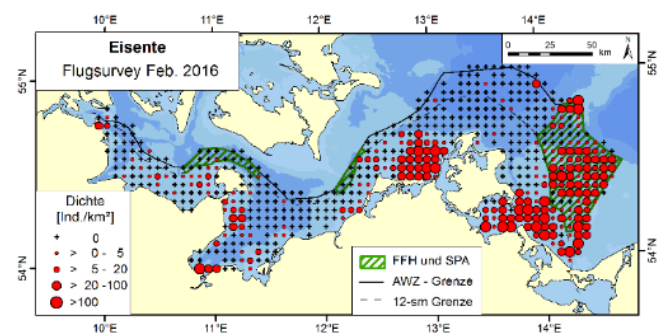 10°E 11°E 12°E 13°E 14°E
Eisente
Flugsurvey Feb. 2016
0 25 50
km
N
55°N
55°N
54°N
54°N
Dichte
[Ind./km²]
0
> 0 - 5
> 5 - 20
> 20 -100
>100
FFH und SPA
AWZ - Grenze
12-sm Grenze
10°E 11°E 12°E 13°E 14°E